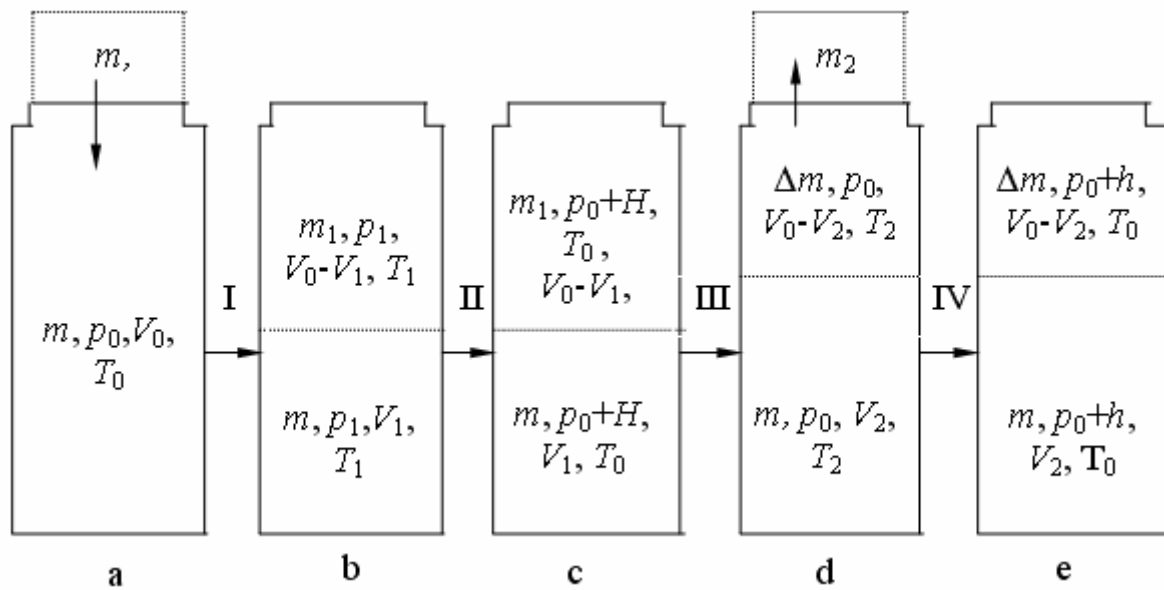 m,
m, p₀,V₀,
T₀
a
I
m₁, p₁,
V₀-V₁, T₁
m, p₁,V₁,
T₁
b
II
m₁, p₀+H,
T₀ ,
V₀-V₁,
m, p₀+H,
V₁, T₀
c
III
m₂
Δm, p₀,
V₀-V₂, T₂
m, p₀, V₂,
T₂
d
IV
Δm, p₀+h,
V₀-V₂, T₀
m, p₀+h,
V₂, T₀
e